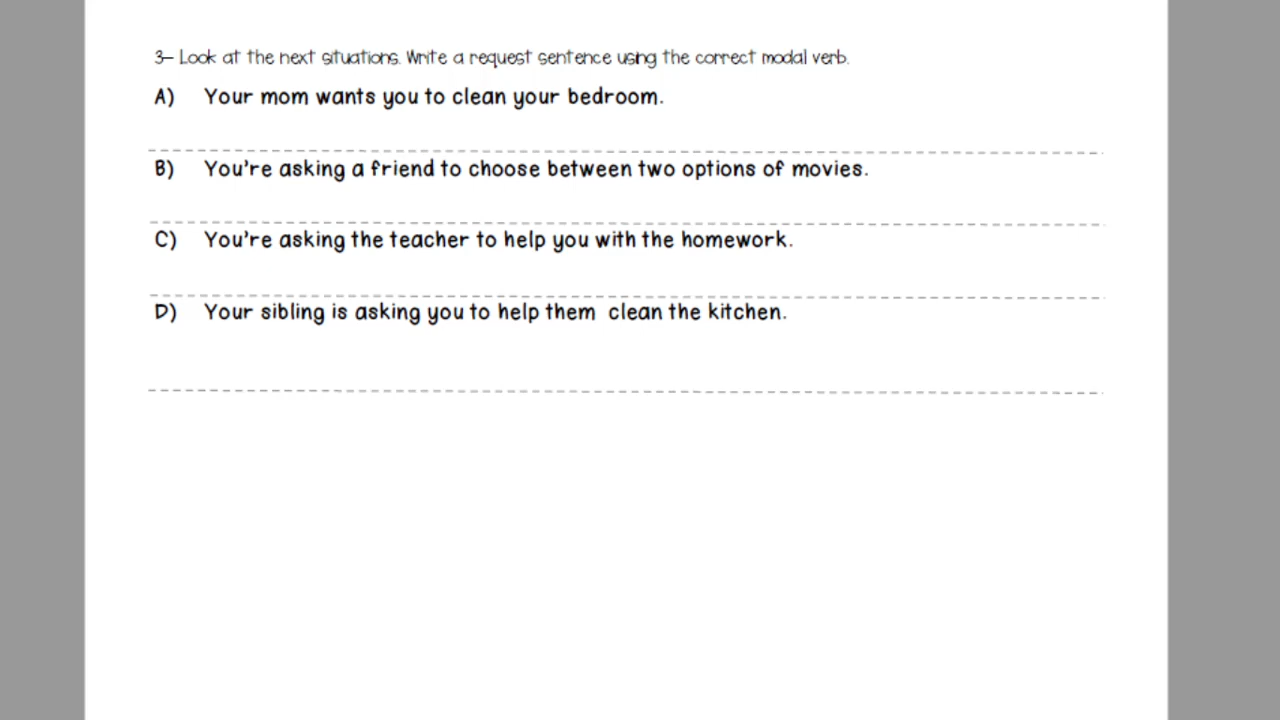 3- Look at the next situations. Write a request sentence using the correct modal verb.
A) Your mom wants you to clean your bedroom.
B) You're asking a friend to choose between two options of movies.
C) You're asking the teacher to help you with the homework.
D) Your sibling is asking you to help them clean the kitchen.